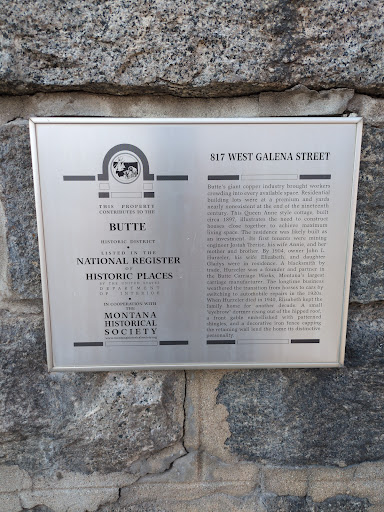 THIS PROPERTY
CONTRIBUTES TO THE
BUTTE
HISTORIC DISTRICT
LISTED IN THE
NATIONAL REGISTER
OF
HISTORIC PLACES
BY THE UNITED STATES
DEPARTMENT
OF INTERIOR
IN COOPERATION WITH
THE
MONTANA
HISTORICAL
SOCIETY
817 WEST GALENA STREET
Butte's giant copper industry brought workers
crowding into every available space. Residential
building lots were at a premium and yards
nearly nonexistent at the end of the nineteenth
century. This Queen Anne style cottage, built
circa 1897, illustrates the need to construct
houses close together to achieve maximum
living space. The residence was likely built as
an investment. Its first tenants were mining
engineer Jesse Trevor, his wife Annie, and her
mother and brother. By 1904, owner John L.
Hursler, his wife Elizabeth, and daughter
Gladys were in residence. A blacksmith by
trade, Hursler was a founder and partner in
the Butte Carriage Works, Montana's largest
carriage manufacturer. The longtime business
weathered the transition from horses to cars by
switching to automobile repairs in the 1920s.
When Hursler died in 1946, Elizabeth kept the
family home for another decade. A small
"eyebrow" dormer rising out of the hipped roof,
a front gable embellished with patterned
shingles, and a decorative iron fence capping
the retaining wall lend the home its distinctive
personality.